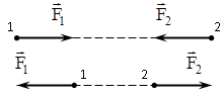 F⃗₁ F⃗₂
1 2
F⃗₁ 1 2 F⃗₂